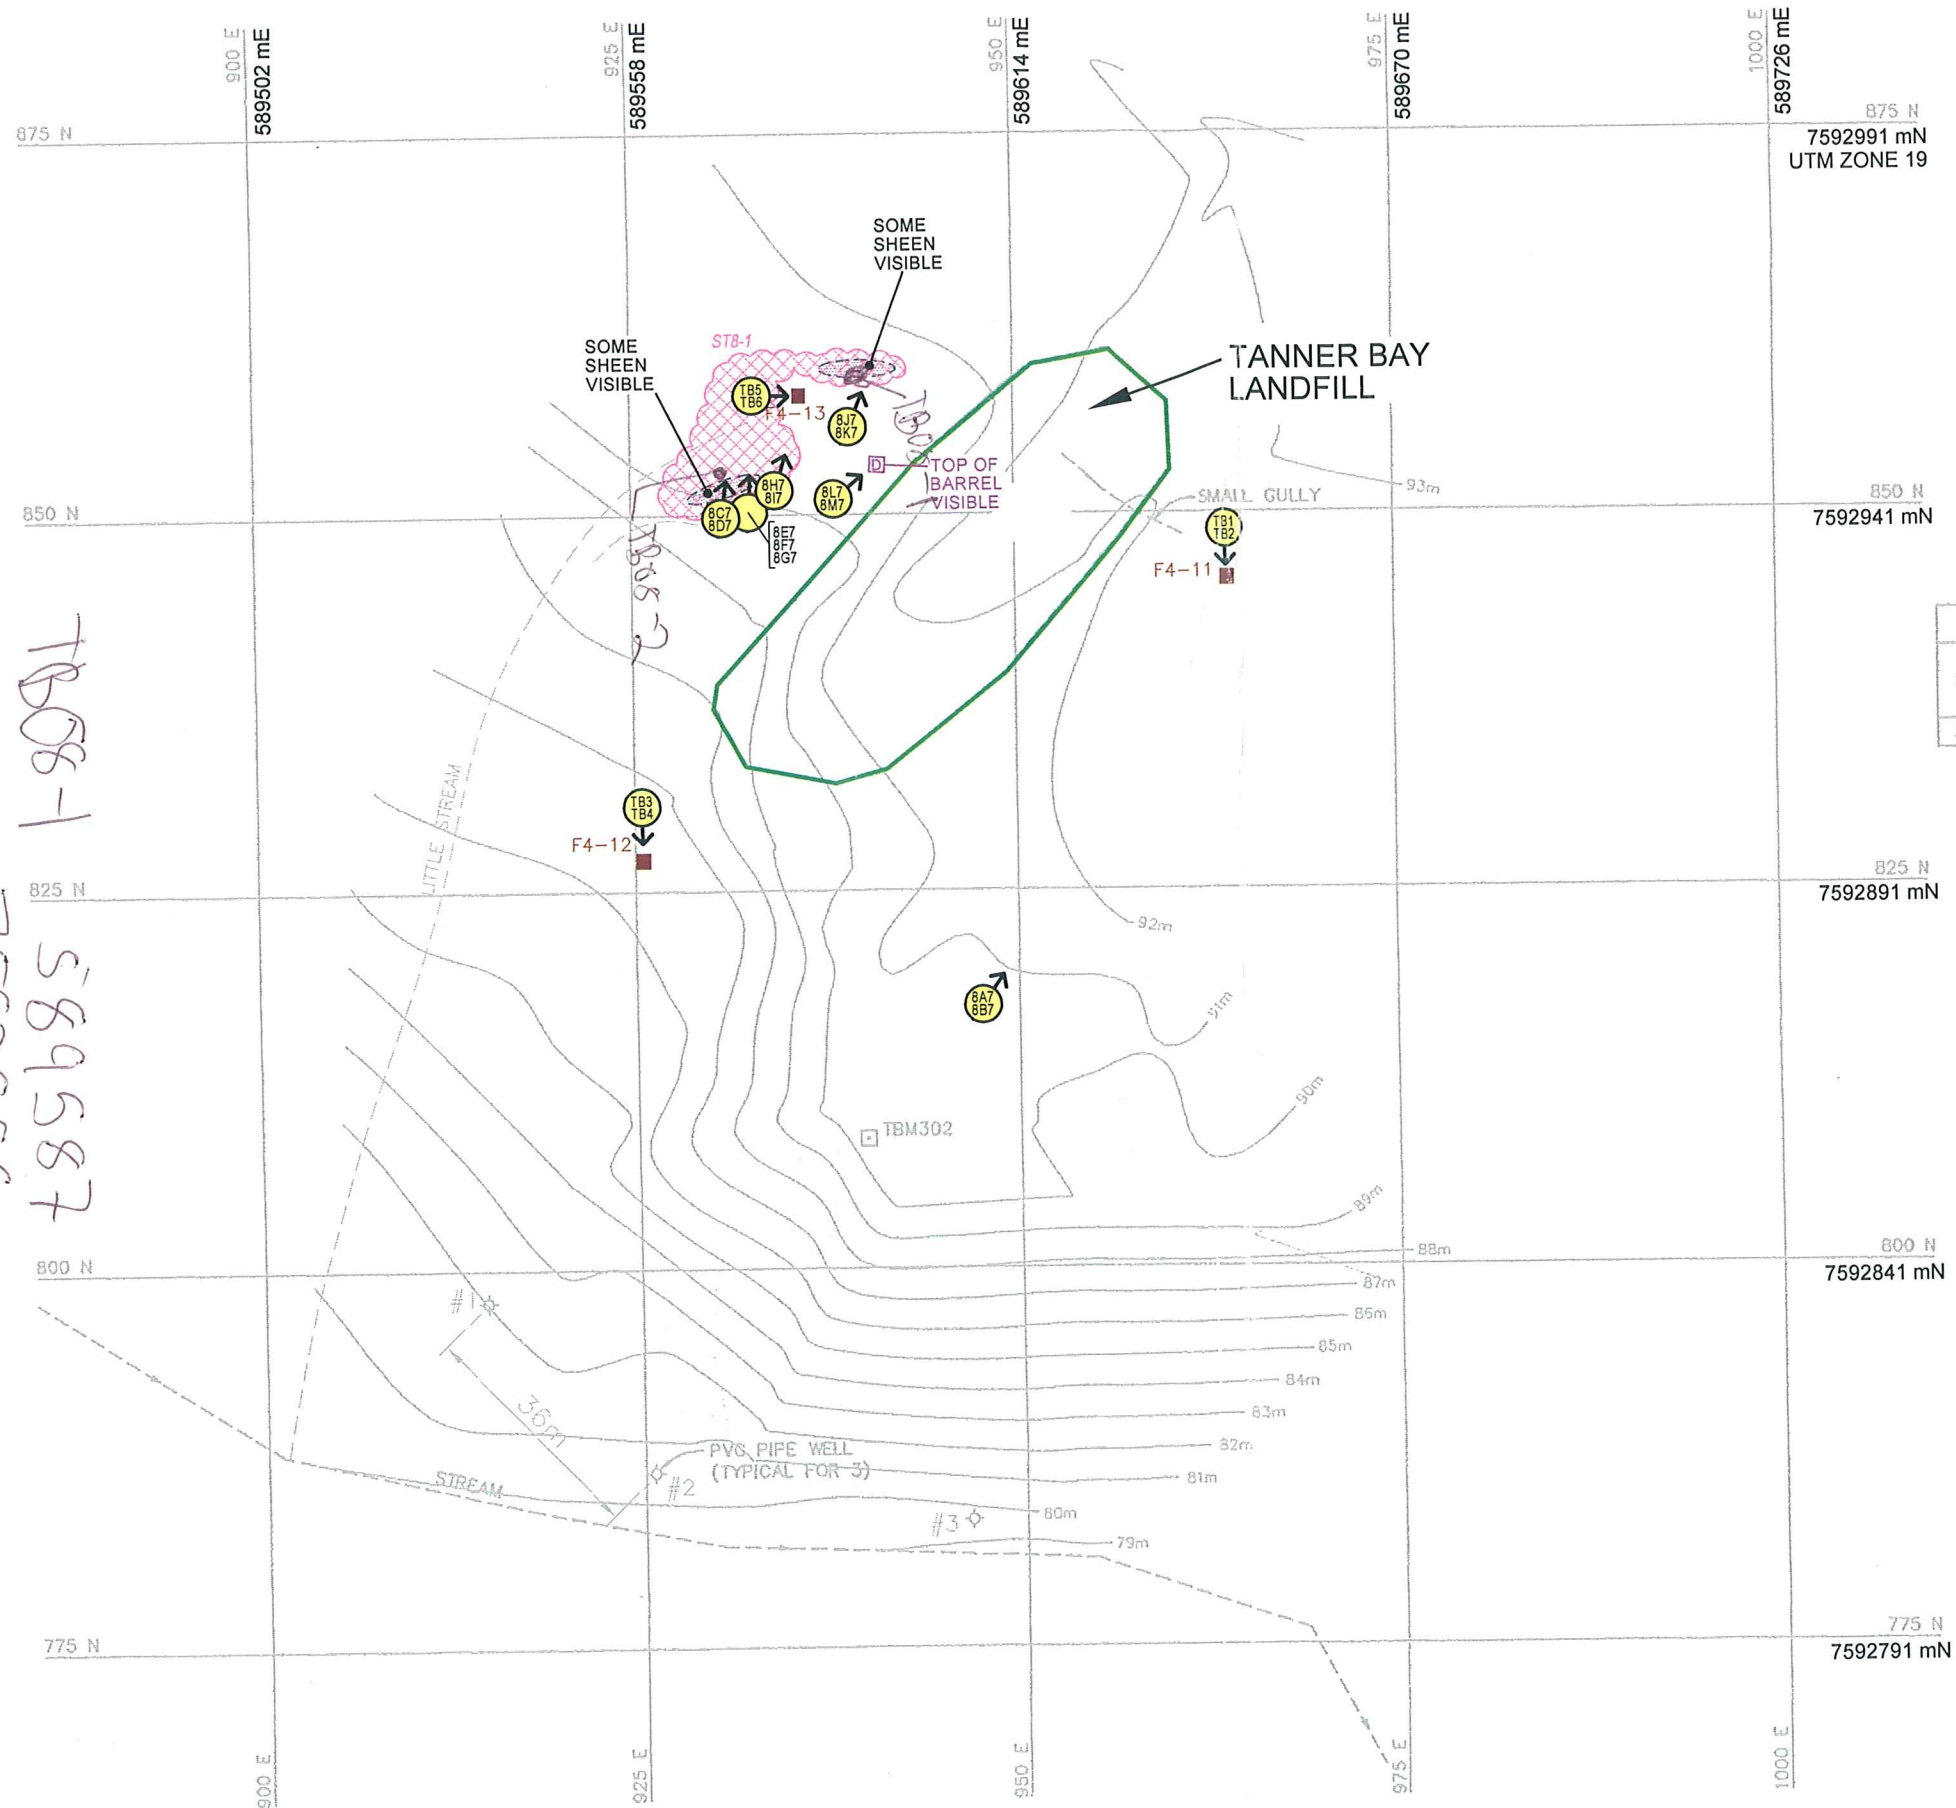 900 E
589502 mE
925 E
589558 mE
950 E
589614 mE
975 E
589670 mE
1000 E
589726 mE
875 N
875 N
7592991 mN
UTM ZONE 19
SOME
SHEEN
VISIBLE
SOME
SHEEN
VISIBLE
ST8-1
TANNER BAY
LANDFILL
TB5
TB6
F4-13
8J7
8K7
TOP OF
BARREL
VISIBLE
D
93m
8H7
8I7
8L7
8M7
8C7
8D7
8E7
8F7
8G7
SMALL GULLY
850 N
850 N
7592941 mN
TB1
TB2
F4-11
TB08-2
TB08-1
589587
LITTLE STREAM
TB3
TB4
F4-12
825 N
825 N
7592891 mN
92m
8A7
8B7
91m
90m
TBM302
89m
800 N
800 N
7592841 mN
88m
87m
86m
85m
84m
83m
82m
81m
80m
79m
#1
36m
PVC PIPE WELL
(TYPICAL FOR 3)
#2
STREAM
#3
775 N
775 N
7592791 mN
900 E
925 E
950 E
975 E
1000 E